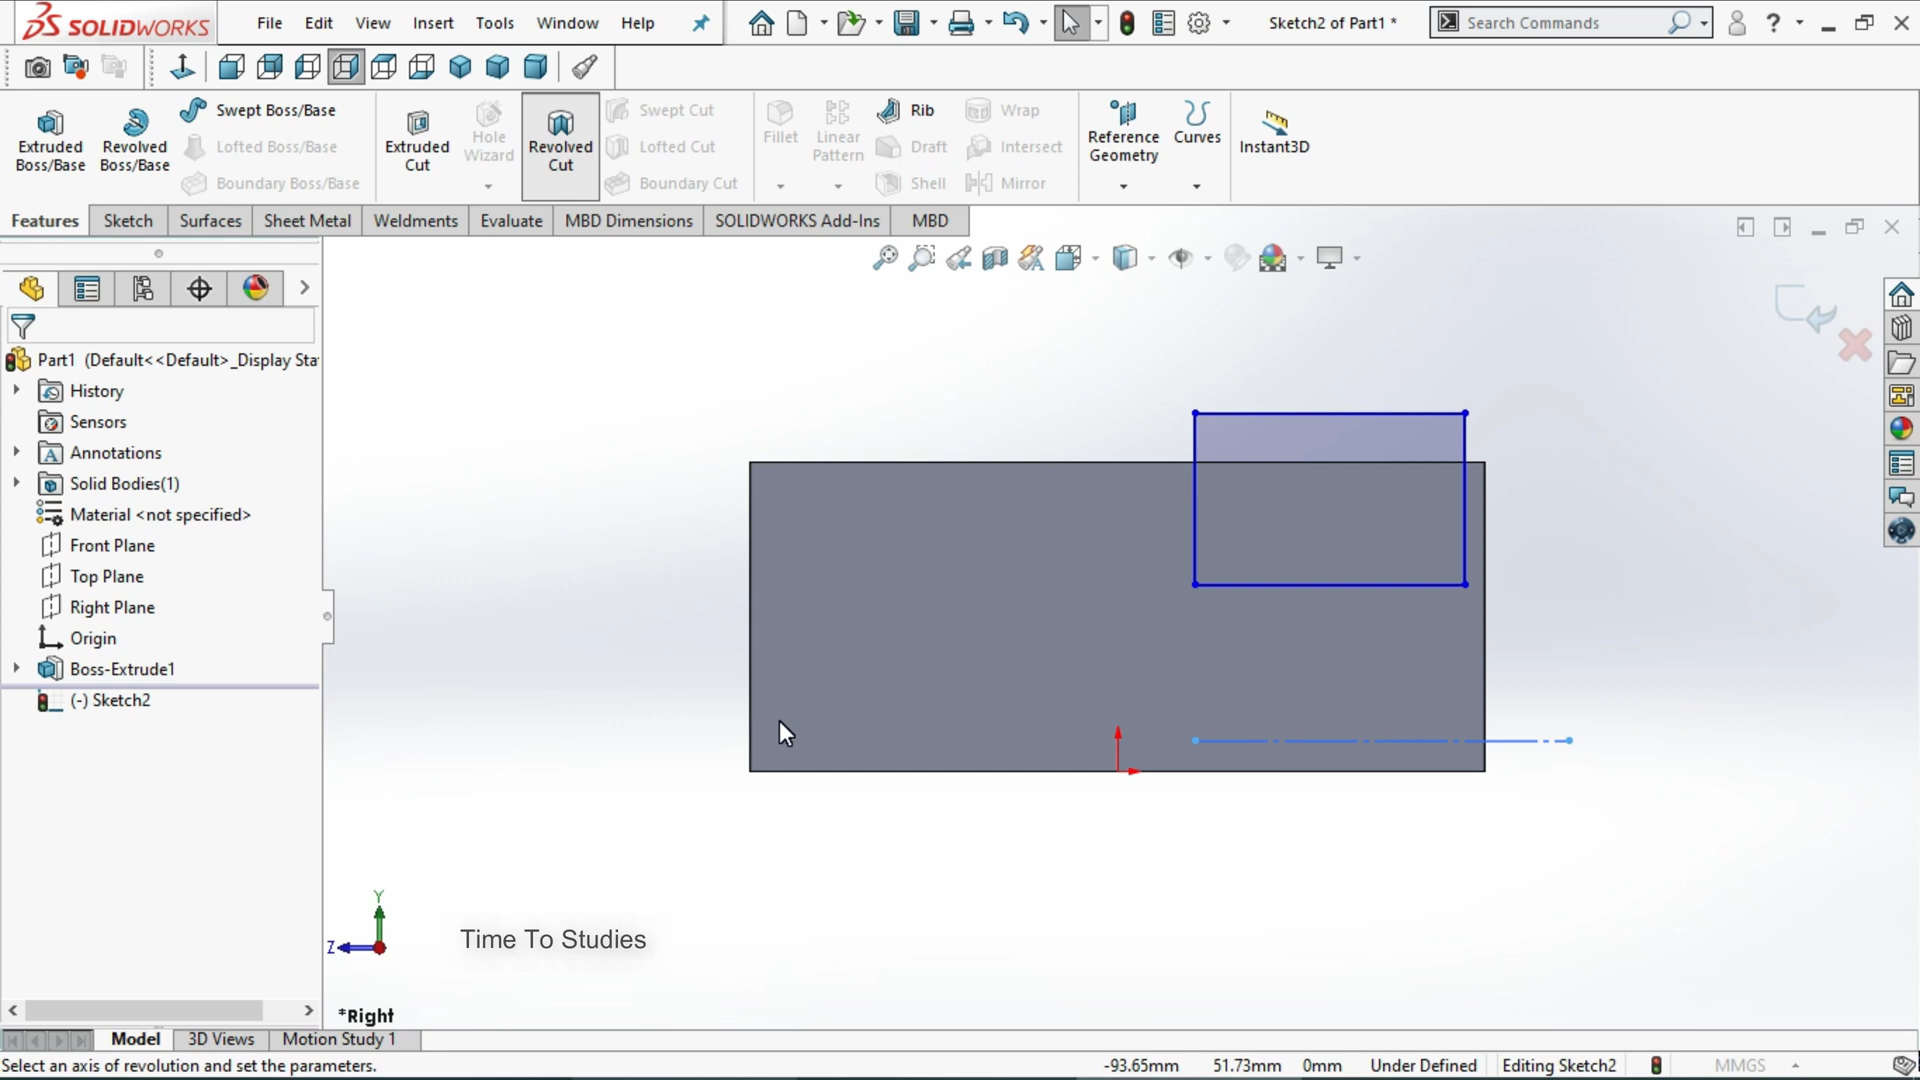 SOLIDWORKS File Edit View Insert Tools Window Help Sketch2 of Part1 * Search Commands ?
Extruded Boss/Base
Revolved Boss/Base
Swept Boss/Base
Lofted Boss/Base
Boundary Boss/Base
Extruded Cut
Hole Wizard
Revolved Cut
Swept Cut
Lofted Cut
Boundary Cut
Fillet
Linear Pattern
Rib
Draft
Shell
Wrap
Intersect
Mirror
Reference Geometry
Curves
Instant3D
Features Sketch Surfaces Sheet Metal Weldments Evaluate MBD Dimensions SOLIDWORKS Add-Ins MBD
Part1 (Default<<Default>_Display Sta
History
Sensors
Annotations
Solid Bodies(1)
Material <not specified>
Front Plane
Top Plane
Right Plane
Origin
Boss-Extrude1
(-) Sketch2
Y
Z
Time To Studies
*Right
Model 3D Views Motion Study 1
Select an axis of revolution and set the parameters. -93.65mm 51.73mm 0mm Under Defined Editing Sketch2 MMGS